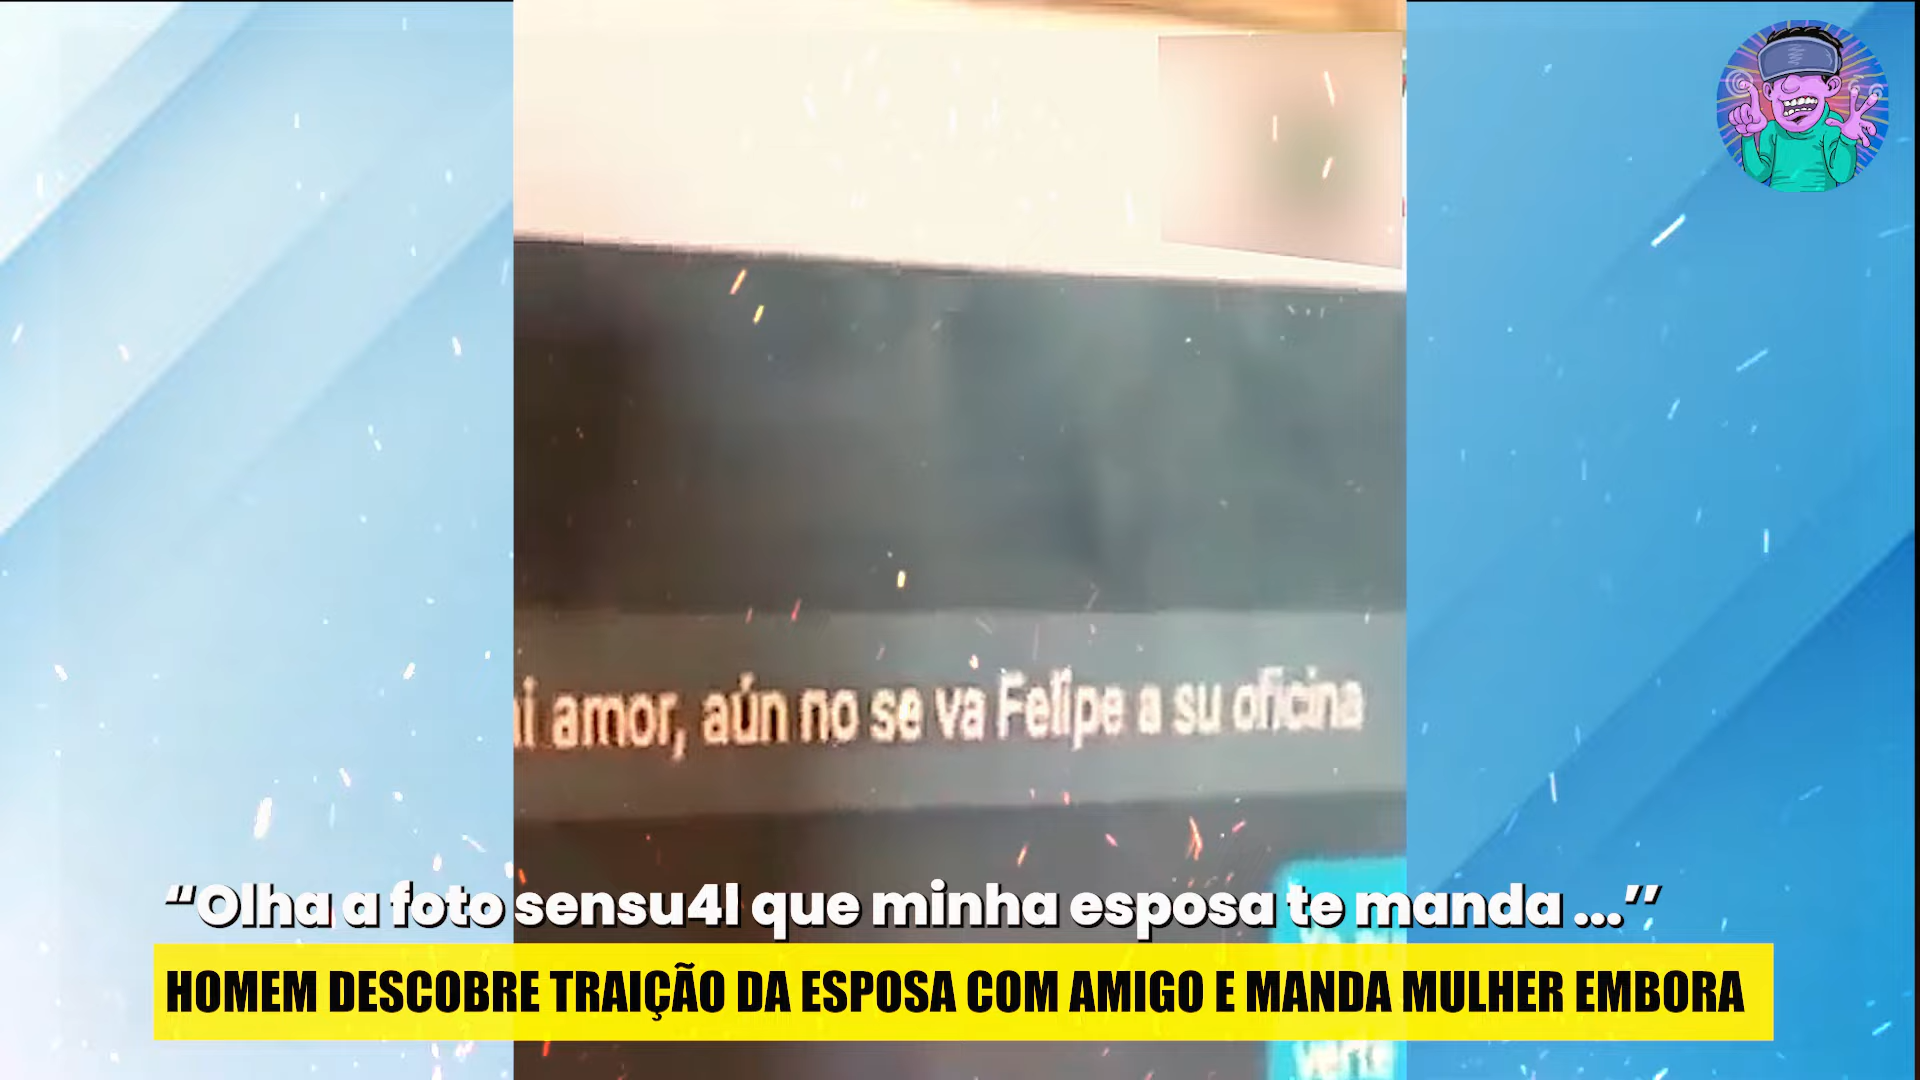 amor, aún no se va Felipe a su oficina
“Olha a foto sensu4l que minha esposa te manda ...’’
HOMEM DESCOBRE TRAIÇÃO DA ESPOSA COM AMIGO E MANDA MULHER EMBORA